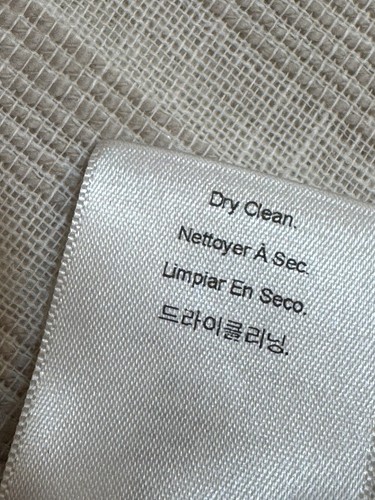 Dry Clean.
Nettoyer À Sec.
Limpiar En Seco.
드라이클리닝.